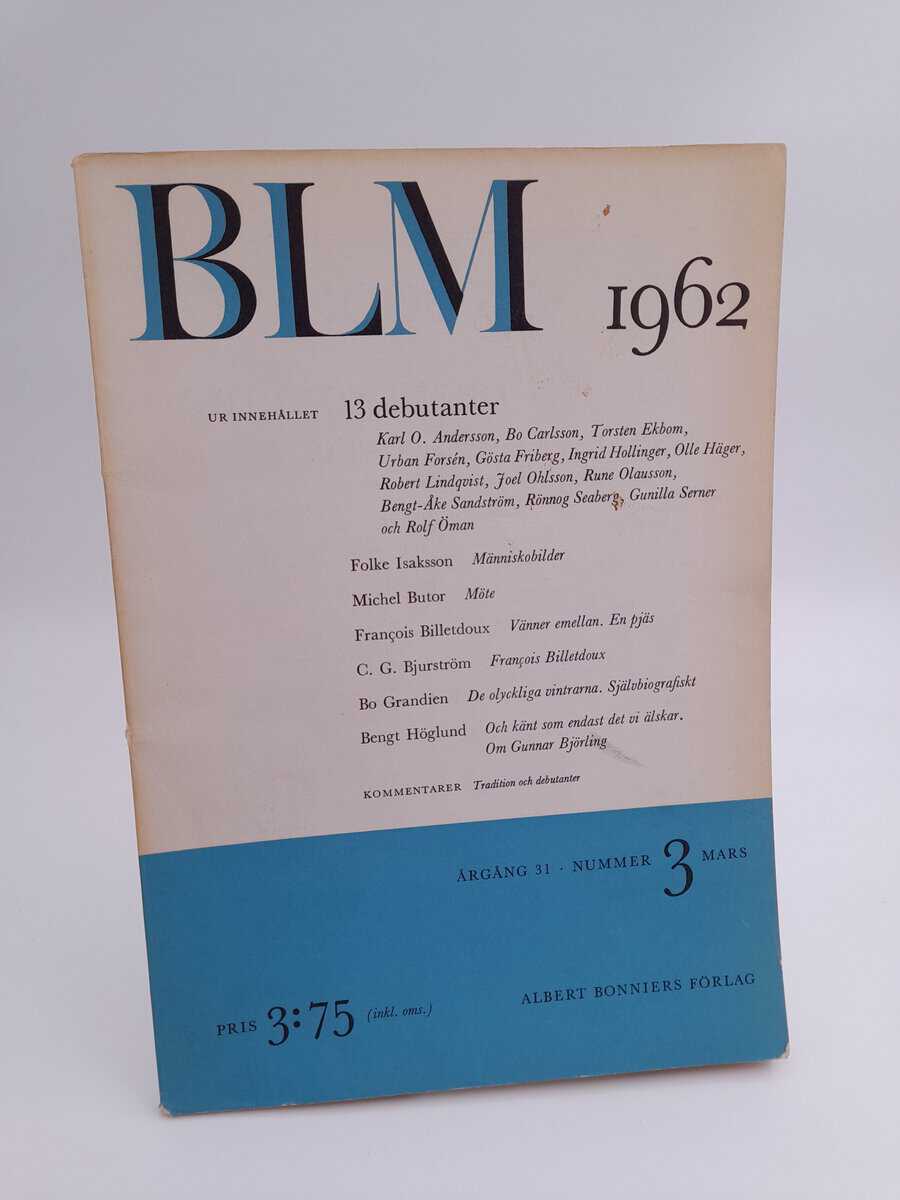 BLM 1962
UR INNEHÅLLET 13 debutanter
Karl O. Andersson, Bo Carlsson, Torsten Ekbom,
Urban Forsén, Gösta Friberg, Ingrid Hollinger, Olle Häger,
Robert Lindqvist, Joel Ohlsson, Rune Olausson,
Bengt-Åke Sandström, Rönnog Seaberg, Gunilla Serner
och Rolf Öman
Folke Isaksson Människobilder
Michel Butor Möte
François Billetdoux Vänner emellan. En pjäs
C. G. Bjurström François Billetdoux
Bo Grandien De olyckliga vintrarna. Självbiografiskt
Bengt Höglund Och känt som endast det vi älskar.
Om Gunnar Björling
KOMMENTARER Tradition och debutanter
ÅRGÅNG 31 · NUMMER 3 MARS
ALBERT BONNIERS FÖRLAG
PRIS 3:75 (inkl. oms.)